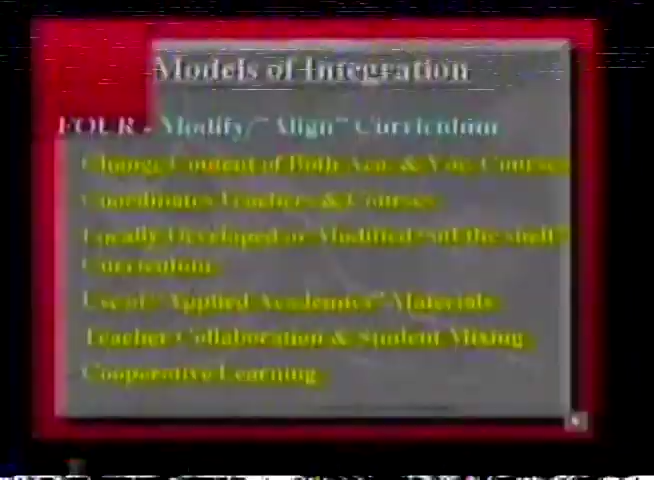 Models of Integration
FOUR - Modify/"Align" Curriculum
Change Content of Both Aca. & Voc. Courses
Coordinates Teachers & Courses
Locally Developed or Modified "off the shelf"
Curriculum
Use of "Applied Academics" Materials
Teacher Collaboration & Student Mixing
Cooperative Learning